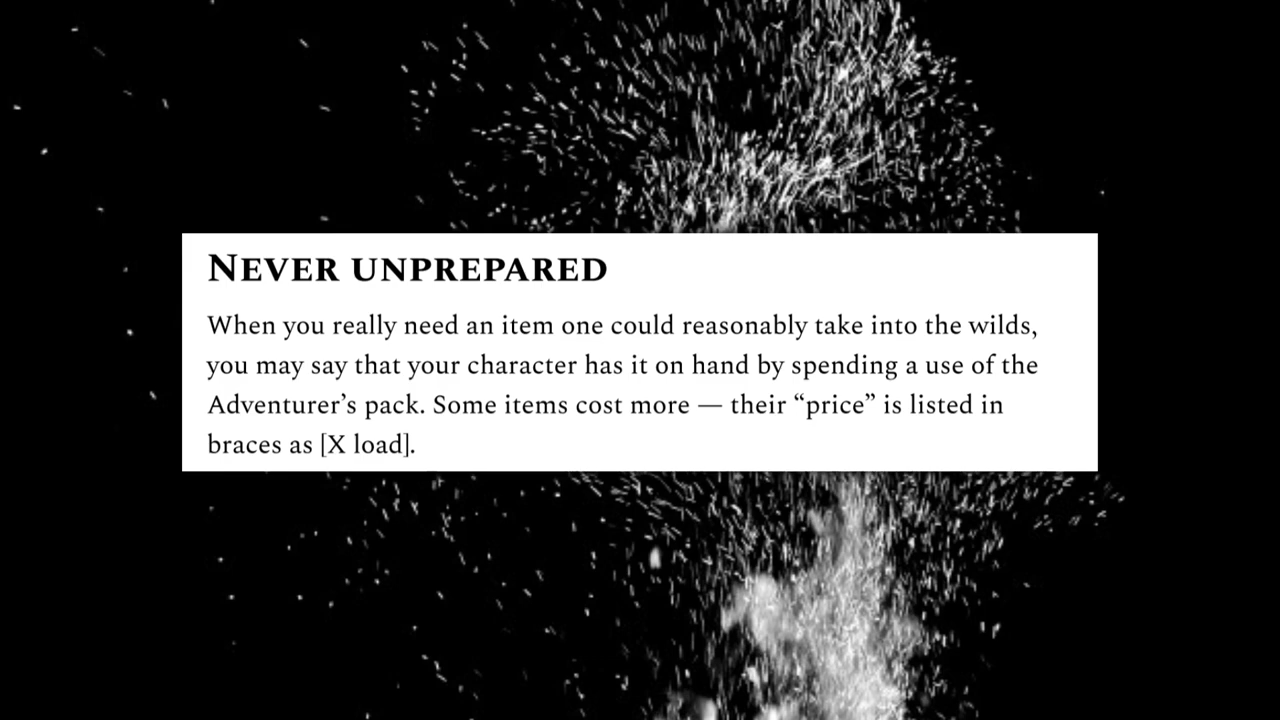 NEVER UNPREPARED
When you really need an item one could reasonably take into the wilds,
you may say that your character has it on hand by spending a use of the
Adventurer’s pack. Some items cost more — their “price” is listed in
braces as [X load].